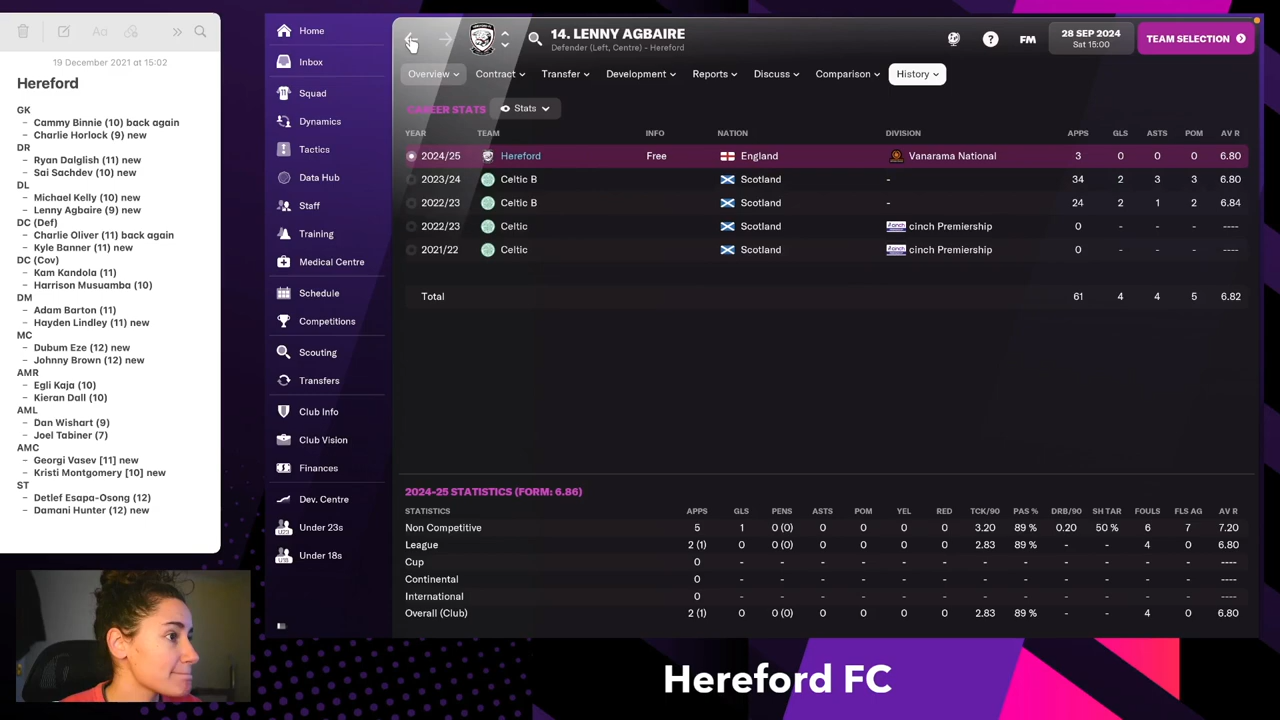 19 December 2021 at 15:02
Hereford
GK
- Cammy Binnie (10) back again
- Charlie Horlock (9) new
DR
- Ryan Dalglish (11) new
- Sai Sachdev (10) new
DL
- Michael Kelly (10) new
- Lenny Agbaire (9) new
DC (Def)
- Charlie Oliver (11) back again
- Kyle Banner (11) new
DC (Cov)
- Kam Kandola (11)
- Harrison Musuamba (10)
DM
- Adam Barton (11)
- Hayden Lindley (11) new
MC
- Dubum Eze (12) new
- Johnny Brown (12) new
AMR
- Egli Kaja (10)
- Kieran Dall (10)
AML
- Dan Wishart (9)
- Joel Tabiner (7)
AMC
- Georgi Vasev [11] new
- Kristi Montgomery [10] new
ST
- Detlef Esapa-Osong (12)
- Damani Hunter (12) new
Home
Inbox
Squad
Dynamics
Tactics
Data Hub
Staff
Training
Medical Centre
Schedule
Competitions
Scouting
Transfers
Club Info
Club Vision
Finances
Dev. Centre
Under 23s
Under 18s
14. LENNY AGBAIRE
Defender (Left, Centre) - Hereford
FM
28 SEP 2024
Sat 15:00
TEAM SELECTION
Overview Contract Transfer Development Reports Discuss Comparison History
CAREER STATS Stats
YEAR TEAM INFO NATION DIVISION APPS GLS ASTS POM AV R
2024/25 Hereford Free England Vanarama National 3 0 0 0 6.80
2023/24 Celtic B Scotland - 34 2 3 3 6.80
2022/23 Celtic B Scotland - 24 2 1 2 6.84
2022/23 Celtic Scotland cinch Premiership 0 - - - ----
2021/22 Celtic Scotland cinch Premiership 0 - - - ----
Total 61 4 4 5 6.82
2024-25 STATISTICS (FORM: 6.86)
STATISTICS APPS GLS PENS ASTS POM YEL RED TCK/90 PAS % DRB/90 SH TAR FOULS FLS AG AV R
Non Competitive 5 1 0 (0) 0 0 0 0 3.20 89 % 0.20 50 % 6 7 7.20
League 2 (1) 0 0 (0) 0 0 0 0 2.83 89 % - - 4 0 6.80
Cup 0 - - - - - - - - - - - - ----
Continental 0 - - - - - - - - - - - - ----
International 0 - - - - - - - - - - - - ----
Overall (Club) 2 (1) 0 0 (0) 0 0 0 0 2.83 89 % - - 4 0 6.80
Hereford FC